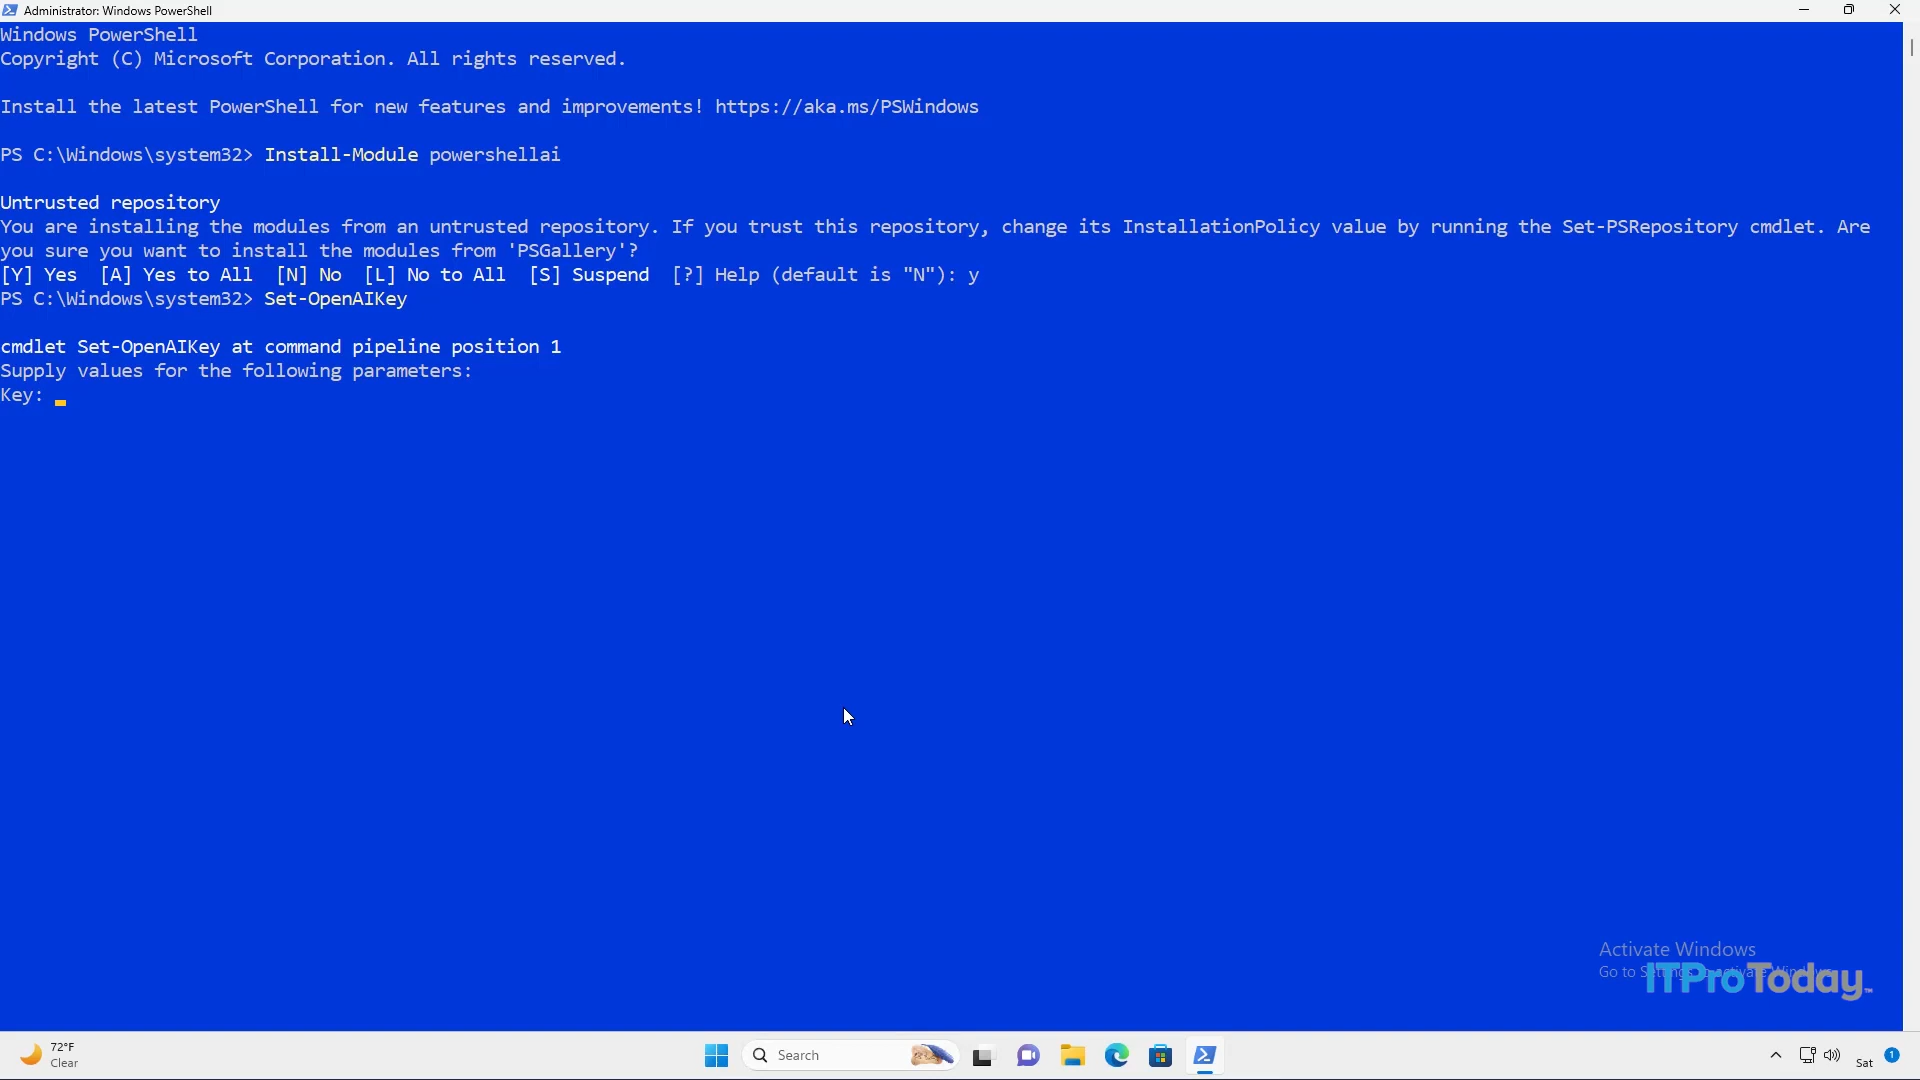 Administrator: Windows PowerShell
Windows PowerShell
Copyright (C) Microsoft Corporation. All rights reserved.
Install the latest PowerShell for new features and improvements! https://aka.ms/PSWindows
PS C:\Windows\system32> Install-Module powershellai
Untrusted repository
You are installing the modules from an untrusted repository. If you trust this repository, change its InstallationPolicy value by running the Set-PSRepository cmdlet. Are
you sure you want to install the modules from 'PSGallery'?
[Y] Yes  [A] Yes to All  [N] No  [L] No to All  [S] Suspend  [?] Help (default is "N"): y
PS C:\Windows\system32> Set-OpenAIKey
cmdlet Set-OpenAIKey at command pipeline position 1
Supply values for the following parameters:
Key:
Activate Windows
Go to
ITProToday™
72°F
Clear
Search
Sat
1